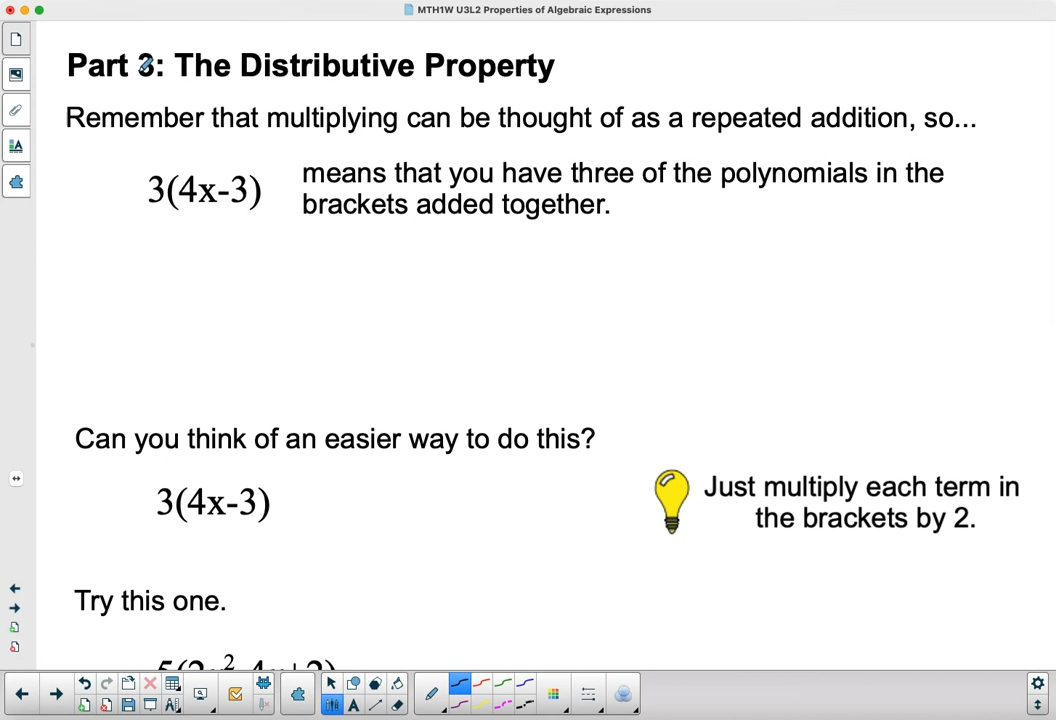 MTH1W U3L2 Properties of Algebraic Expressions
Part 3: The Distributive Property
Remember that multiplying can be thought of as a repeated addition, so...
3(4x-3)
means that you have three of the polynomials in the
brackets added together.
Can you think of an easier way to do this?
3(4x-3)
Just multiply each term in
the brackets by 2.
Try this one.